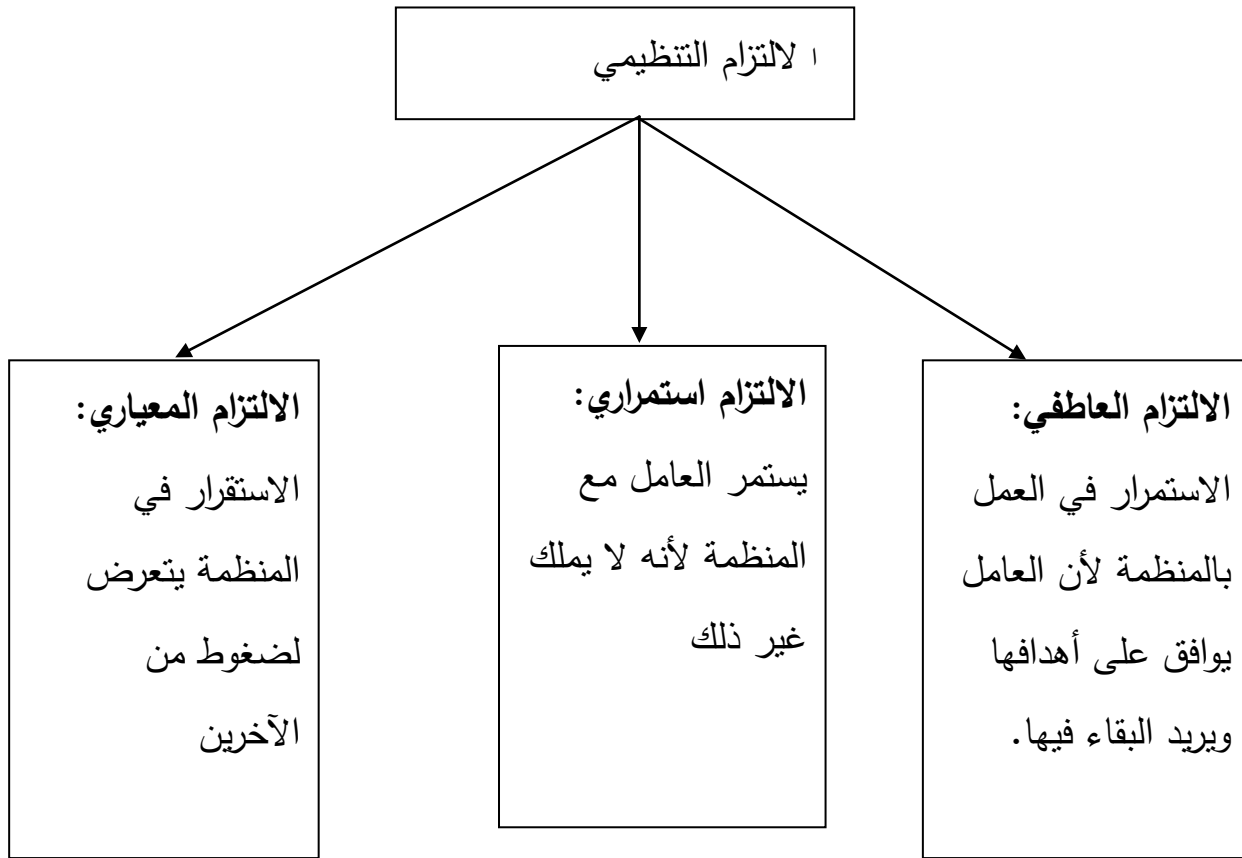 ا لالتزام التنظيمي
الالتزام العاطفي:
الاستمرار في العمل
بالمنظمة لأن العامل
يوافق على أهدافها
ويريد البقاء فيها.
الالتزام استمراري:
يستمر العامل مع
المنظمة لأنه لا يملك
غير ذلك
الالتزام المعياري:
الاستقرار في
المنظمة يتعرض
لضغوط من
الآخرين